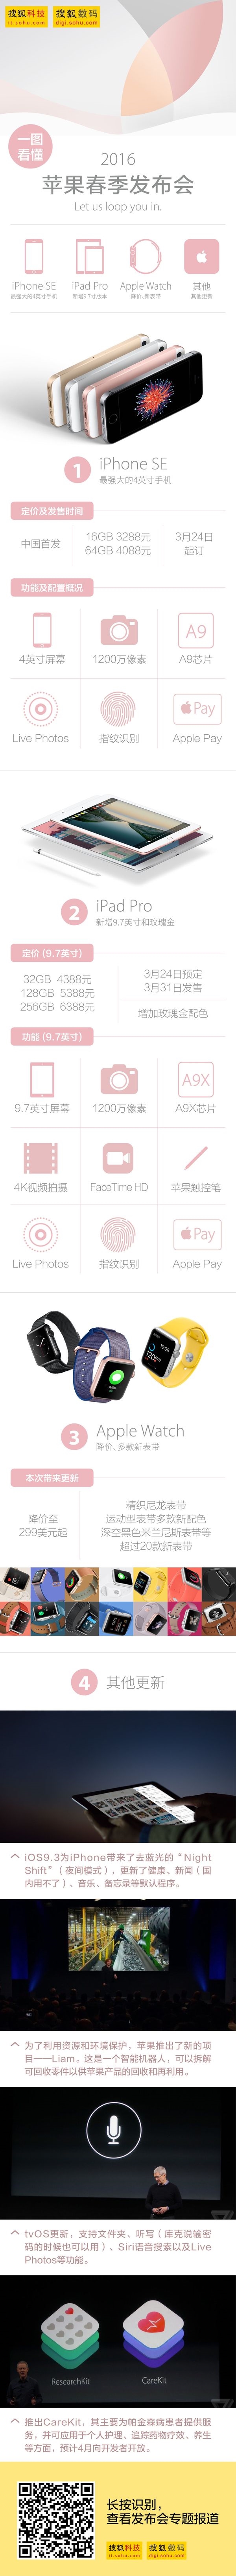 搜狐科技 搜狐数码
it.sohu.com digi.sohu.com
一图
看懂
2016
苹果春季发布会
Let us loop you in.
iPhone SE iPad Pro Apple Watch 其他
最强大的4英寸手机 新增9.7寸版本 降价、新表带 其他更新
1 iPhone SE
最强大的4英寸手机
定价及发售时间
中国首发
16GB 3288元
64GB 4088元
3月24日
起订
功能及配置概况
A9
4英寸屏幕 1200万像素 A9芯片
Pay
Live Photos 指纹识别 Apple Pay
2 iPad Pro
新增9.7英寸和玫瑰金
定价 (9.7英寸)
32GB 4388元
128GB 5388元
256GB 6388元
3月24日预定
3月31日发售
增加玫瑰金配色
功能 (9.7英寸)
A9X
9.7英寸屏幕 1200万像素 A9X芯片
4K视频拍摄 FaceTime HD 苹果触控笔
Pay
Live Photos 指纹识别 Apple Pay
3 Apple Watch
降价、多款新表带
本次带来更新
降价至
299美元起
精织尼龙表带
运动型表带多款新配色
深空黑色米兰尼斯表带等
超过20款新表带
4 其他更新
iOS9.3为iPhone带来了去蓝光的“Night
Shift”（夜间模式），更新了健康、新闻（国
内用不了）、音乐、备忘录等默认程序。
为了利用资源和环境保护，苹果推出了新的项
目——Liam。这是一个智能机器人，可以拆解
可回收零件以供苹果产品的回收和再利用。
tvOS更新，支持文件夹、听写（库克说输密
码的时候也可以用）、Siri语音搜索以及Live
Photos等功能。
ResearchKit CareKit
推出CareKit，其主要为帕金森病患者提供服
务，并可应用于个人护理、追踪药物疗效、养生
等方面，预计4月向开发者开放。
长按识别，
查看发布会专题报道
搜狐科技 搜狐数码
it.sohu.com digi.sohu.com